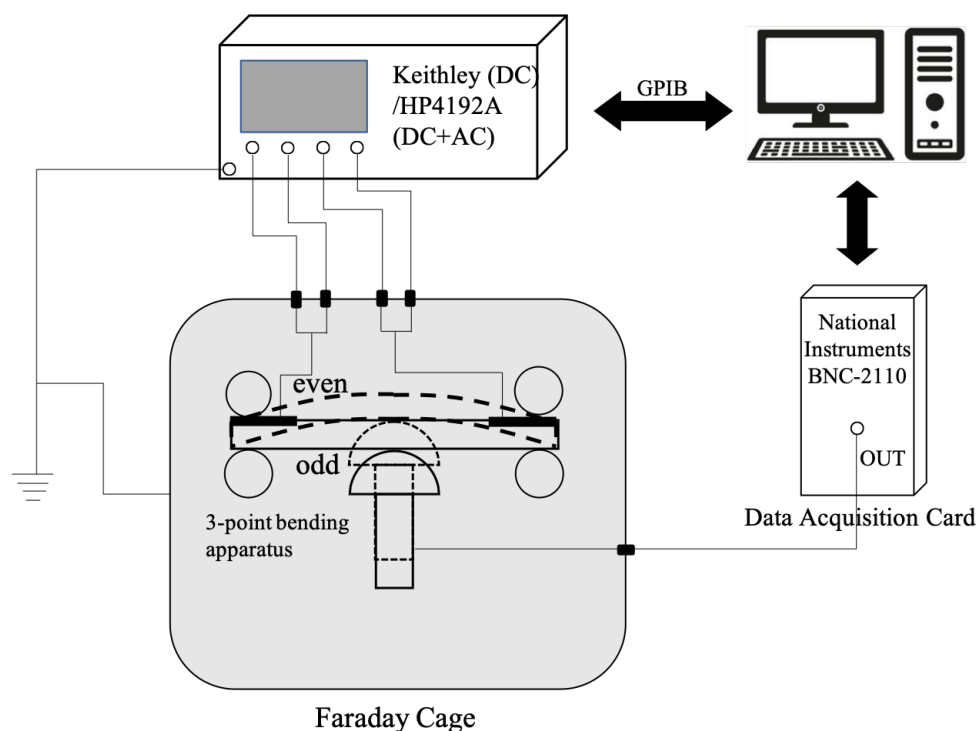 Keithley (DC)
/HP4192A
(DC+AC)
GPIB
National
Instruments
BNC-2110
OUT
Data Acquisition Card
even
odd
3-point bending
apparatus
Faraday Cage